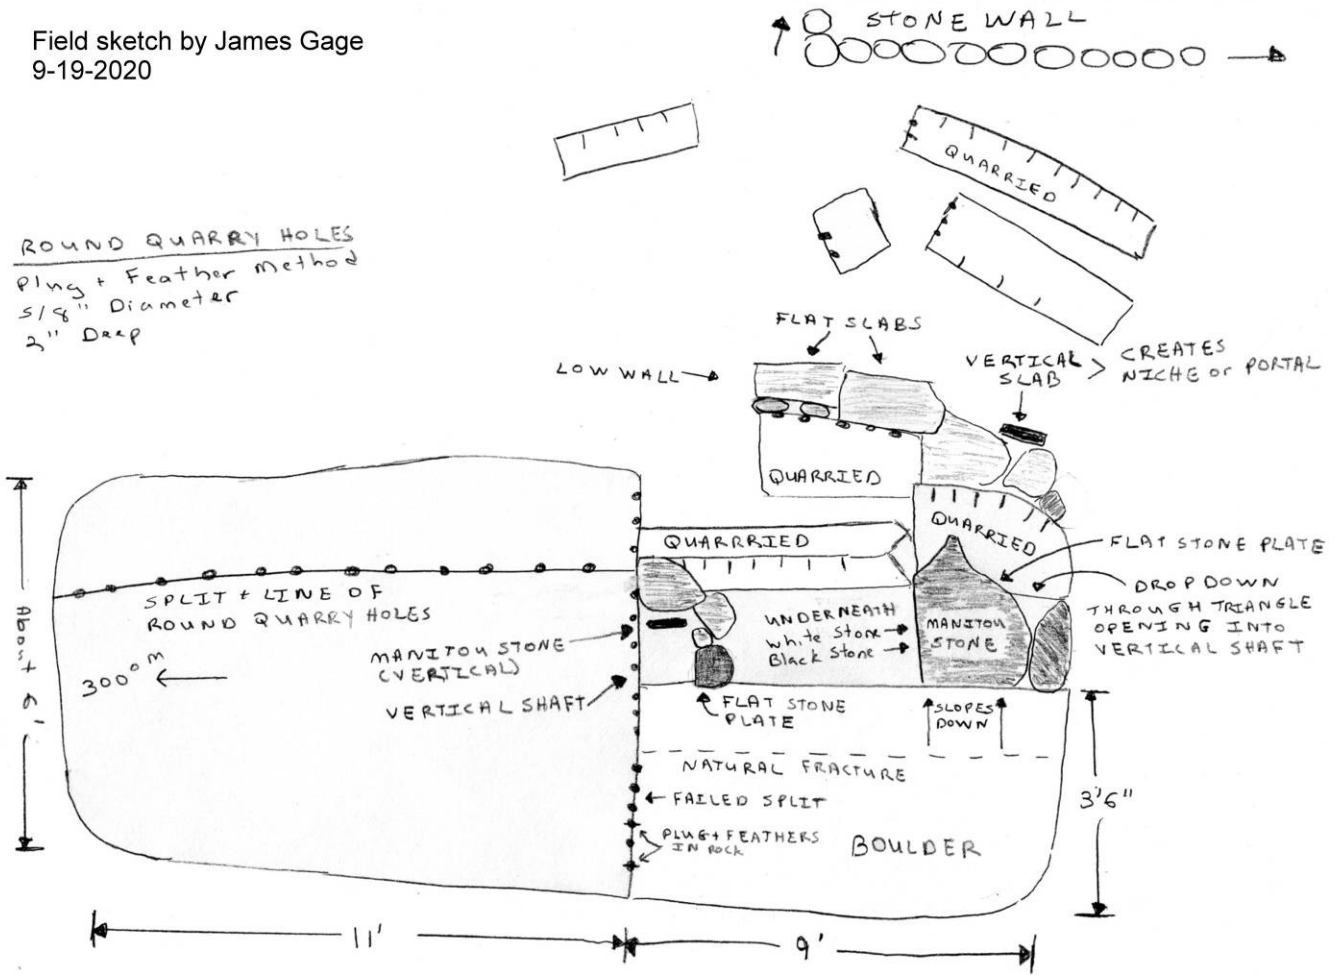 Field sketch by James Gage
9-19-2020
STONE WALL
QUARRIED
ROUND QUARRY HOLES
Plug + Feather Method
5/8" Diameter
3" Deep
FLAT SLABS
LOW WALL
VERTICAL
SLAB
CREATES
NICHE or PORTAL
QUARRIED
QUARRRIED
QUARRIED
FLAT STONE PLATE
DROP DOWN
THROUGH TRIANGLE
OPENING INTO
VERTICAL SHAFT
SPLIT + LINE OF
ROUND QUARRY HOLES
UNDERNEATH
White Stone
Black Stone
MANITOU
STONE
MANITOU STONE
(VERTICAL)
VERTICAL SHAFT
300° M
About 6'
FLAT STONE
PLATE
SLOPES
DOWN
NATURAL FRACTURE
FAILED SPLIT
PLUG + FEATHERS
IN ROCK
BOULDER
3'6"
11'
9'